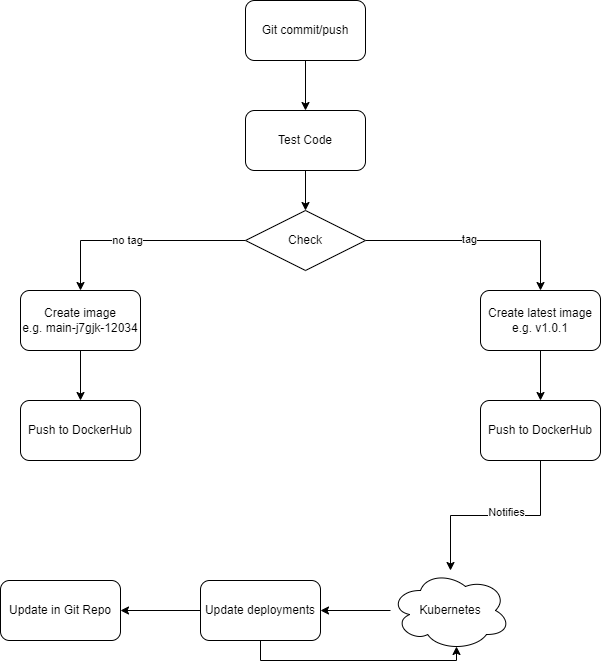 Git commit/push
Test Code
Check
no tag
tag
Create image
e.g. main-j7gjk-12034
Create latest image
e.g. v1.0.1
Push to DockerHub
Push to DockerHub
Notifies
Update in Git Repo
Update deployments
Kubernetes